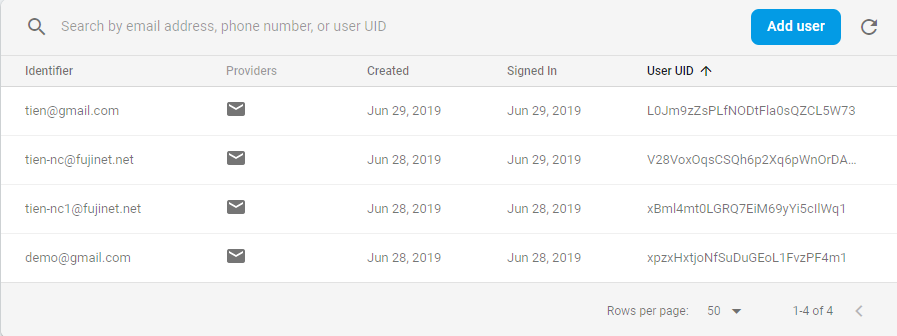 Search by email address, phone number, or user UID Add user
Identifier Providers Created Signed In User UID
tien@gmail.com Jun 29, 2019 Jun 29, 2019 L0Jm9zZsPLfNODtFla0sQZCL5W73
tien-nc@fujinet.net Jun 28, 2019 Jun 28, 2019 V28VoxOqsCSQh6p2Xq6pWnOrDA...
tien-nc1@fujinet.net Jun 28, 2019 Jun 28, 2019 xBml4mt0LGRQ7EiM69yYi5cIlWq1
demo@gmail.com Jun 28, 2019 Jun 28, 2019 xpzxHxtjoNfSuDuGEoL1FvzPF4m1
Rows per page: 50 1-4 of 4